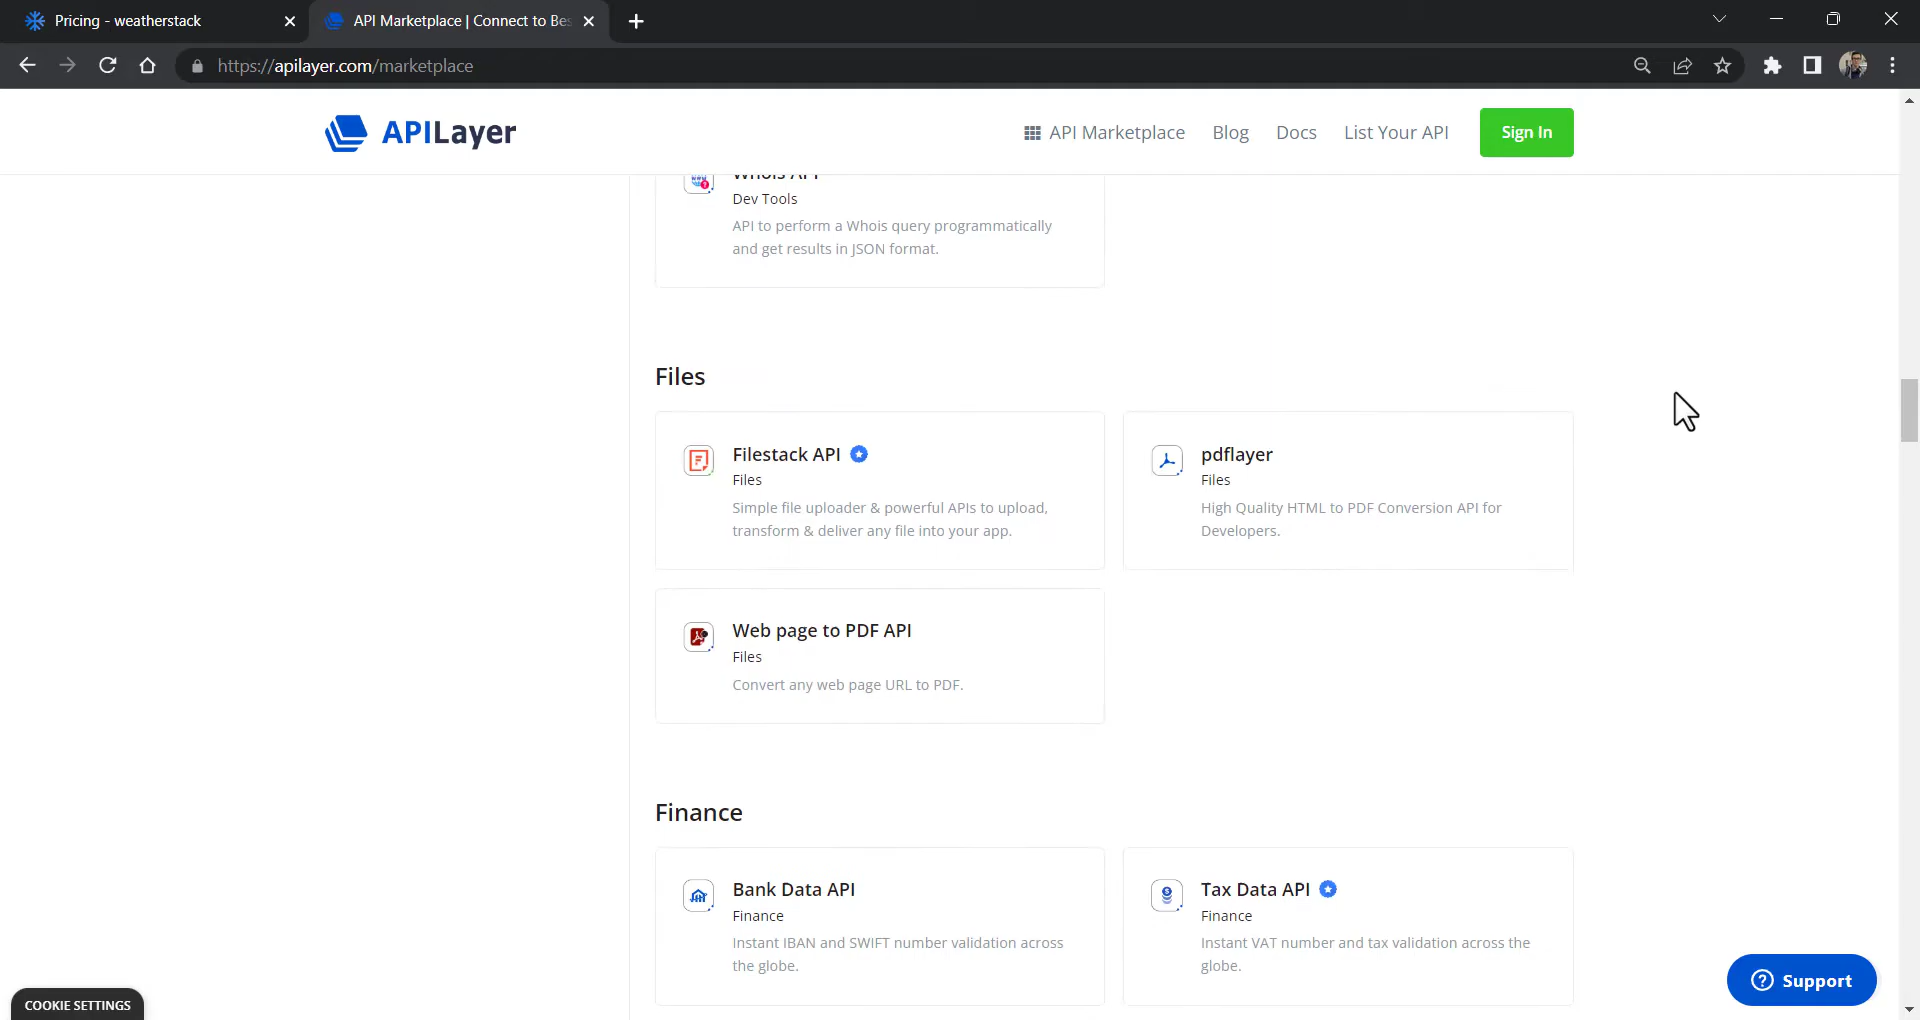 Pricing - weatherstack
API Marketplace | Connect to Bes
https://apilayer.com/marketplace
APILayer
API Marketplace
Blog
Docs
List Your API
Sign In
Whois API
Dev Tools
API to perform a Whois query programmatically
and get results in JSON format.
Files
Filestack API
Files
Simple file uploader & powerful APIs to upload,
transform & deliver any file into your app.
pdflayer
Files
High Quality HTML to PDF Conversion API for
Developers.
Web page to PDF API
Files
Convert any web page URL to PDF.
Finance
Bank Data API
Finance
Instant IBAN and SWIFT number validation across
the globe.
Tax Data API
Finance
Instant VAT number and tax validation across the
globe.
Support
COOKIE SETTINGS